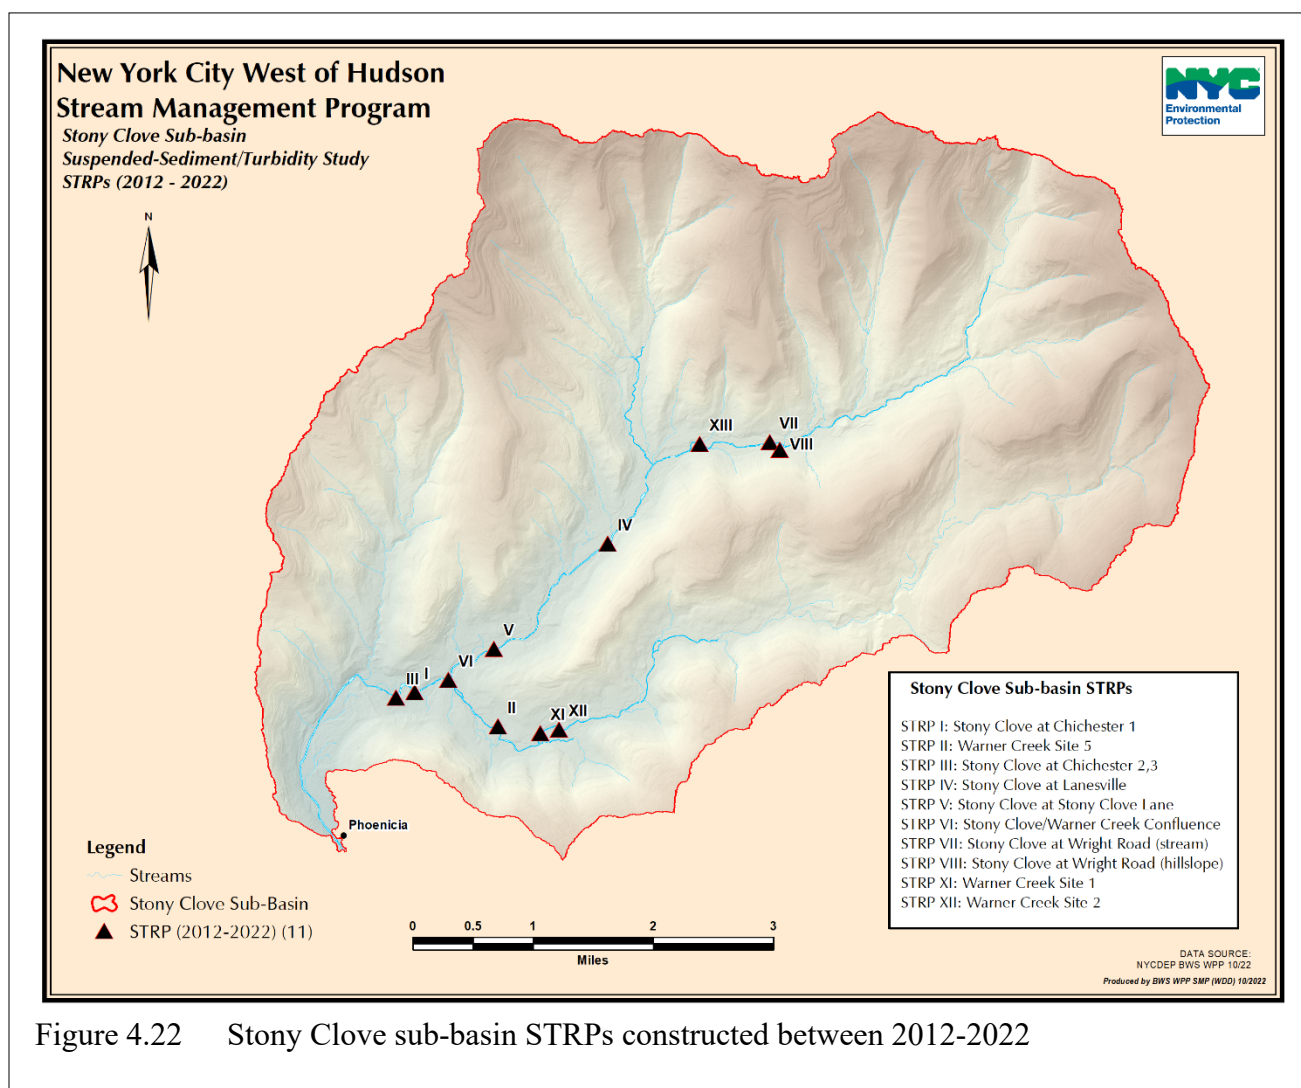 New York City West of Hudson
Stream Management Program
Stony Clove Sub-basin
Suspended-Sediment/Turbidity Study
STRPs (2012 - 2022)
NYC
Environmental
Protection
N
XIII
VII
VIII
IV
V
VI
I
III
II
XI
XII
Phoenicia
Legend
Streams
Stony Clove Sub-Basin
STRP (2012-2022) (11)
0 0.5 1 2 3
Miles
Stony Clove Sub-basin STRPs
STRP I: Stony Clove at Chichester 1
STRP II: Warner Creek Site 5
STRP III: Stony Clove at Chichester 2,3
STRP IV: Stony Clove at Lanesville
STRP V: Stony Clove at Stony Clove Lane
STRP VI: Stony Clove/Warner Creek Confluence
STRP VII: Stony Clove at Wright Road (stream)
STRP VIII: Stony Clove at Wright Road (hillslope)
STRP XI: Warner Creek Site 1
STRP XII: Warner Creek Site 2
DATA SOURCE:
NYCDEP BWS WPP 10/22
Produced by BWS WPP SMP (WDD) 10/2022
Figure 4.22 Stony Clove sub-basin STRPs constructed between 2012-2022